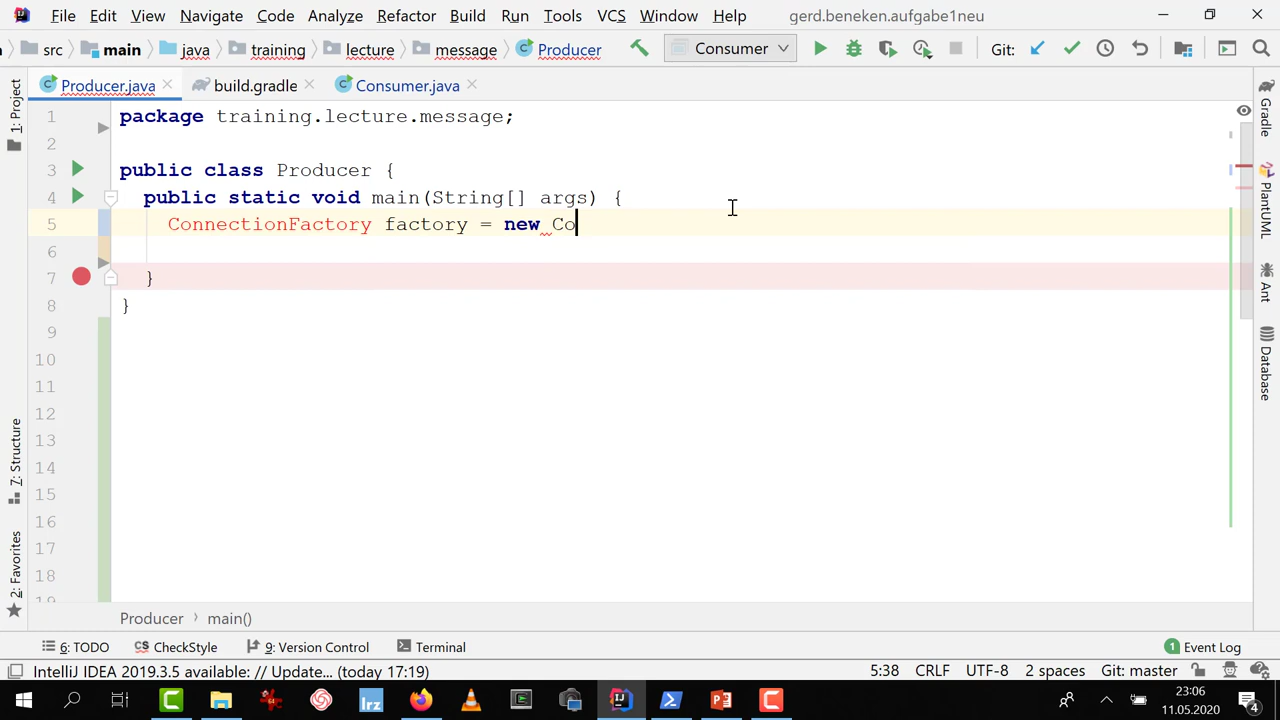 File Edit View Navigate Code Analyze Refactor Build Run Tools VCS Window Help gerd.beneken.aufgabe1neu
src main java training lecture message Producer Consumer Git:
Producer.java build.gradle Consumer.java
1 package training.lecture.message;
2
3 public class Producer {
4 public static void main(String[] args) {
5 ConnectionFactory factory = new Co
6
7 }
8 }
9
10
11
12
13
14
15
16
17
18
19
1: Project
7: Structure
2: Favorites
Gradle
PlantUML
Ant
Database
Producer › main()
6: TODO CheckStyle 9: Version Control Terminal 1 Event Log
IntelliJ IDEA 2019.3.5 available: // Update... (today 17:19) 5:38 CRLF UTF-8 2 spaces Git: master
lrz
23:06
11.05.2020
4